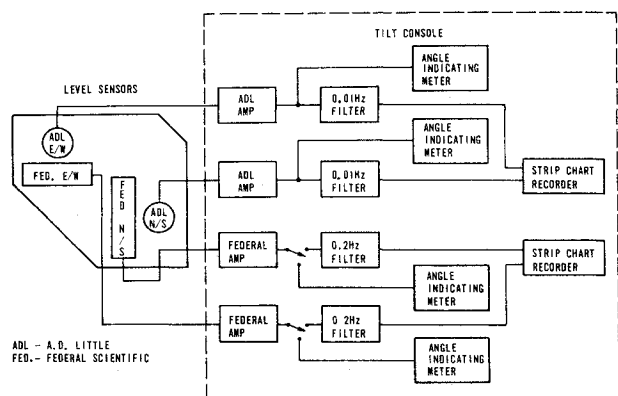 TILT CONSOLE
LEVEL SENSORS
ANGLE
INDICATING
METER
ADL
AMP
0.01Hz
FILTER
ADL
E/W
FED. E/W
FED N/S
ADL
N/S
ANGLE
INDICATING
METER
ADL
AMP
0.01Hz
FILTER
STRIP CHART
RECORDER
FEDERAL
AMP
0.2Hz
FILTER
STRIP CHART
RECORDER
ANGLE
INDICATING
METER
FEDERAL
AMP
0 2Hz
FILTER
ANGLE
INDICATING
METER
ADL - A.D. LITTLE
FED.- FEDERAL SCIENTIFIC